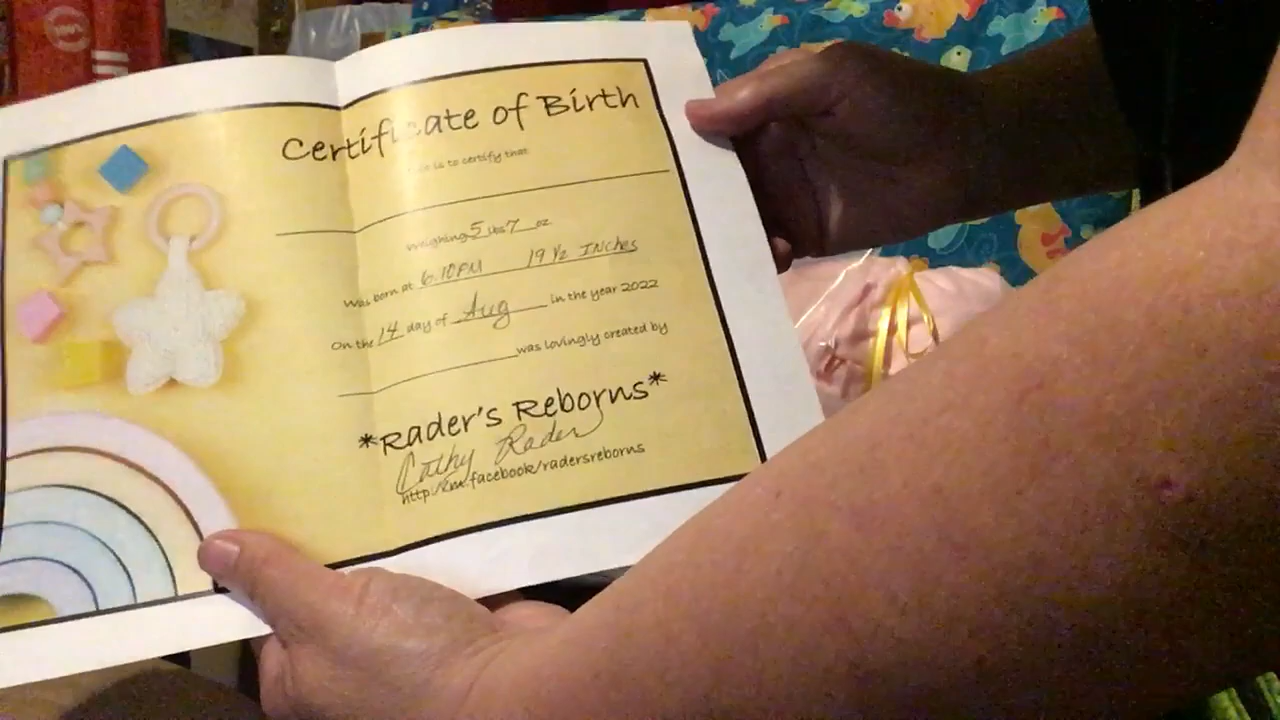 Certificate of Birth
is to certify that
Weighing 5 lbs 7 oz
Was born at 6:10PM 19 1/2 INches
On the 14 day of Aug in the year 2022
was lovingly created by
*Rader's Reborns*
Cathy Rader
facebook/radersreborns